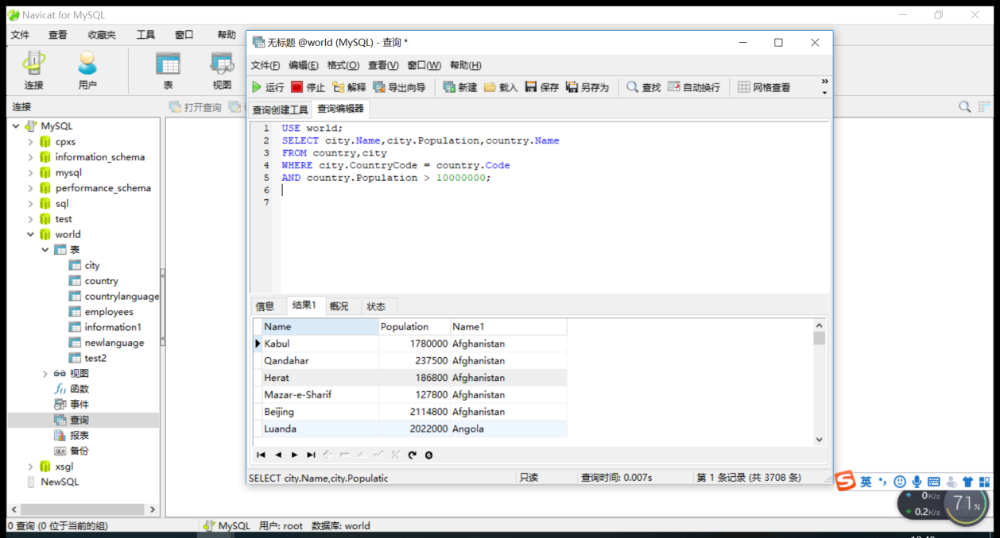 Navicat for MySQL
文件 查看 收藏夹 工具 窗口 帮助
连接 用户 表 视图
连接
打开查询
MySQL
cpxs
information_schema
mysql
performance_schema
sql
test
world
表
city
country
countrylanguage
employees
information1
newlanguage
test2
视图
函数
事件
查询
报表
备份
xsgl
NewSQL
无标题 @world (MySQL) - 查询 *
文件(F) 编辑(E) 格式(O) 查看(V) 窗口(W) 帮助(H)
运行 停止 解释 导出向导 新建 载入 保存 另存为 查找 自动换行 网格查看
查询创建工具 查询编辑器
1 USE world;
2 SELECT city.Name,city.Population,country.Name
3 FROM country,city
4 WHERE city.CountryCode = country.Code
5 AND country.Population > 10000000;
6
7
信息 结果1 概况 状态
Name Population Name1
Kabul 1780000 Afghanistan
Qandahar 237500 Afghanistan
Herat 186800 Afghanistan
Mazar-e-Sharif 127800 Afghanistan
Beijing 2114800 Afghanistan
Luanda 2022000 Angola
SELECT city.Name,city.Populatic 只读 查询时间: 0.007s 第 1 条记录 (共 3708 条)
英
0K/s
0.2K/s
71%
0 查询 (0 位于当前的组) MySQL 用户: root 数据库: world